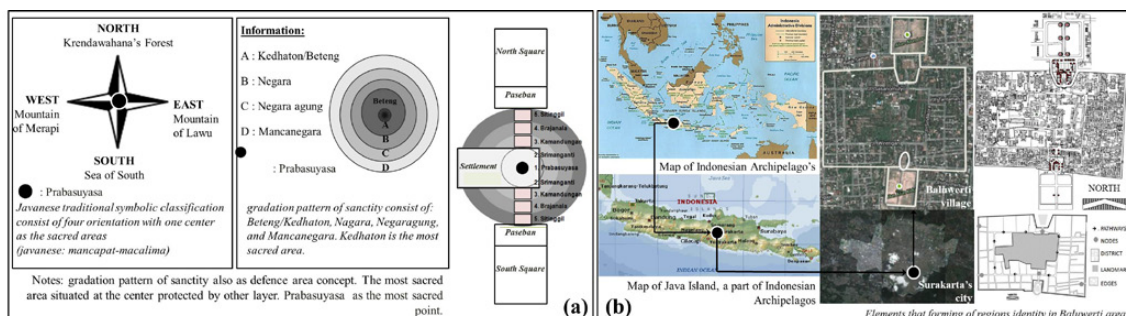 NORTH
Krendawahana's Forest
WEST
Mountain
of Merapi
EAST
Mountain
of Lawu
SOUTH
Sea of South
: Prabasuyasa
Javanese traditional symbolic classification
consist of four orientation with one center
as the sacred areas
(javanese: mancapat-macalima)
Information:
A : Kedhaton/Beteng
B : Negara
C : Negara agung
D : Mancanegara
: Prabasuyasa
Beteng
A
B
C
D
gradation pattern of sanctity consist of:
Beteng/Kedhaton, Nagara, Negaragung,
and Mancanegara. Kedhaton is the most
sacred area.
Notes: gradation pattern of sanctity also as defence area concept. The most sacred
area situated at the center protected by other layer. Prabasuyasa as the most sacred
point.
North Square
Paseban
5. Sitinggil
4. Brajanala
3. Kamandungan
2. Srimanganti
1. Prabasuyasa
2. Srimanganti
3. Kamandungan
4. Brajanala
5. Sitinggil
Settlement
Paseban
South Square
(a)
(b)
Map of Indonesian Archipelago's
INDONESIA
INDIAN OCEAN
Map of Java Island, a part of Indonesian
Archipelagos
Baluwerti
village
Surakarta's
city
NORTH
PATHWAYS
NODES
DISTRICT
LANDMAR
EDGES
Elements that forming of regions identity in Baluwerti area